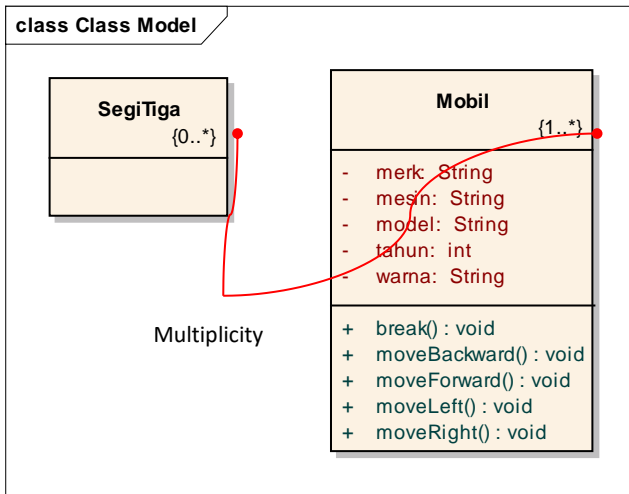 class Class Model
SegiTiga
{0..*}
Mobil
{1..*}
- merk: String
- mesin: String
- model: String
- tahun: int
- warna: String
+ break() : void
+ moveBackward() : void
+ moveForward() : void
+ moveLeft() : void
+ moveRight() : void
Multiplicity